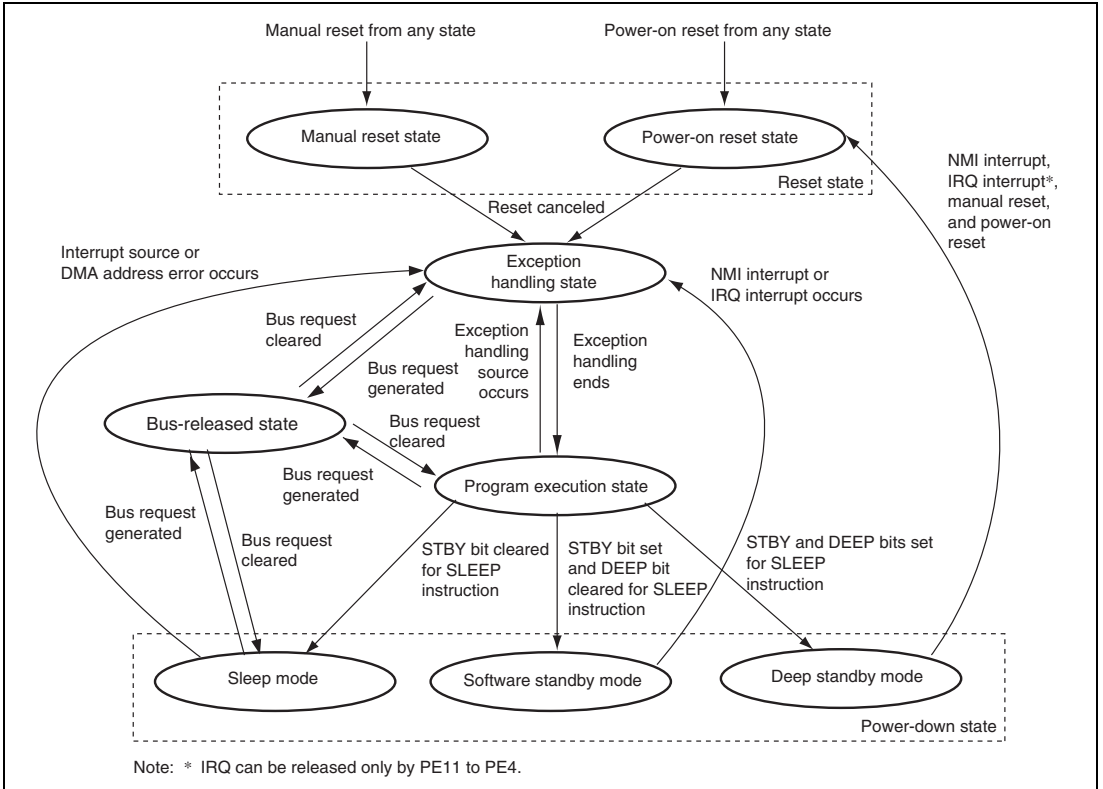 Manual reset from any state
Power-on reset from any state
Manual reset state
Power-on reset state
Reset state
NMI interrupt,
IRQ interrupt*,
manual reset,
and power-on
reset
Reset canceled
Interrupt source or
DMA address error occurs
Exception
handling state
NMI interrupt or
IRQ interrupt occurs
Bus request
cleared
Bus request
generated
Exception
handling
source
occurs
Exception
handling
ends
Bus-released state
Bus request
cleared
Bus request
generated
Program execution state
Bus request
generated
Bus request
cleared
STBY bit cleared
for SLEEP
instruction
STBY bit set
and DEEP bit
cleared for SLEEP
instruction
STBY and DEEP bits set
for SLEEP
instruction
Sleep mode
Software standby mode
Deep standby mode
Power-down state
Note: * IRQ can be released only by PE11 to PE4.